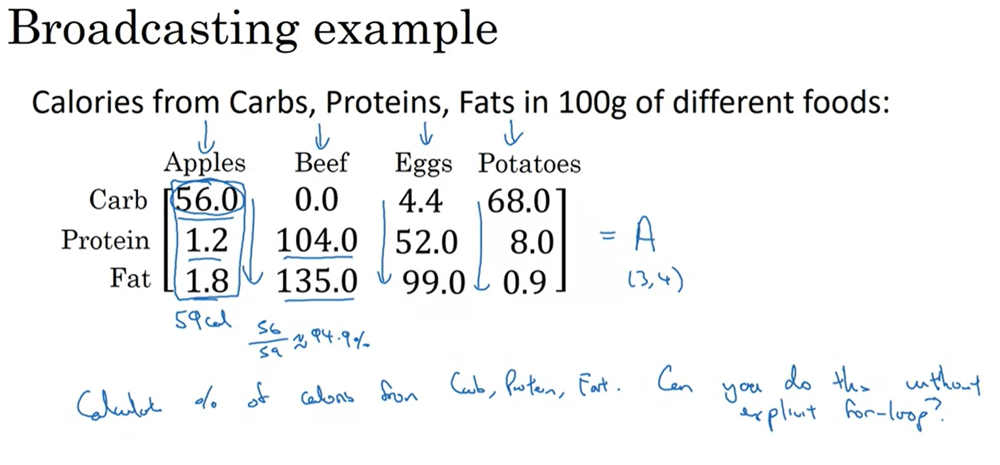 Broadcasting example
Calories from Carbs, Proteins, Fats in 100g of different foods:
Apples Beef Eggs Potatoes
Carb 56.0 0.0 4.4 68.0
Protein 1.2 104.0 52.0 8.0 = A
Fat 1.8 135.0 99.0 0.9 (3,4)
59 cal
56/59 ≈ 94.9%
Calculate % of calories from Carb, Protein, Fat. Can you do this without
explicit for-loop?